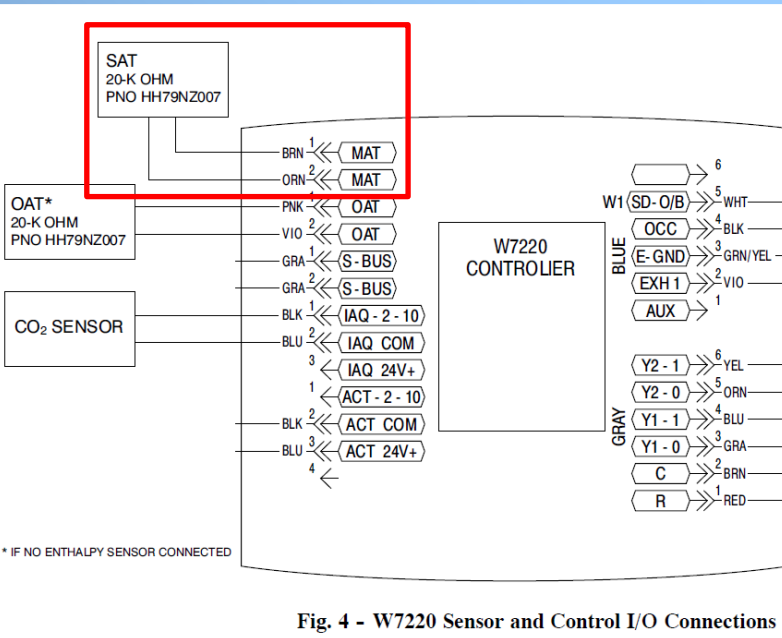 SAT
20-K OHM
PNO HH79NZ007
BRN 1 MAT
ORN 2 MAT
OAT*
20-K OHM
PNO HH79NZ007
PNK 1 OAT
VIO 2 OAT
GRA 1 S-BUS
GRA 2 S-BUS
CO₂ SENSOR
BLK 1 IAQ - 2 - 10
BLU 2 IAQ COM
3 IAQ 24V+
1 ACT - 2 - 10
BLK 2 ACT COM
BLU 3 ACT 24V+
4
W7220
CONTROLIER
BLUE
6
W1 SD-O/B 5 WHT
OCC 4 BLK
E-GND 3 GRN/YEL
EXH 1 2 VIO
AUX 1
GRAY
Y2 - 1 6 YEL
Y2 - 0 5 ORN
Y1 - 1 4 BLU
Y1 - 0 3 GRA
C 2 BRN
R 1 RED
* IF NO ENTHALPY SENSOR CONNECTED
Fig. 4 - W7220 Sensor and Control I/O Connections